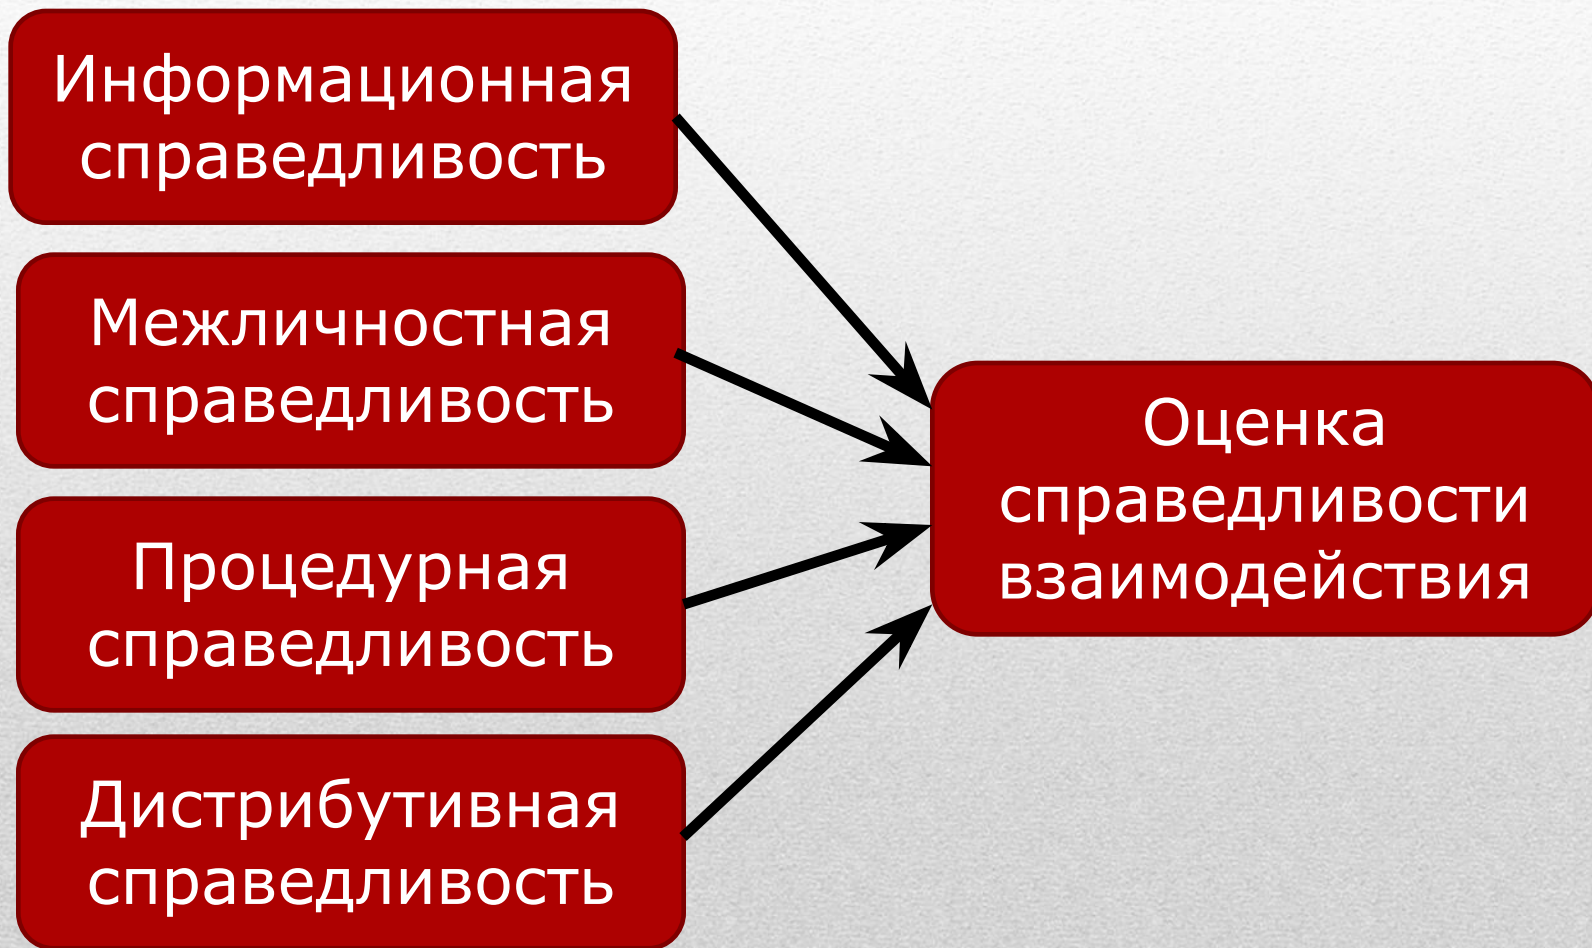 Информационная
справедливость
Межличностная
справедливость
Процедурная
справедливость
Дистрибутивная
справедливость
Оценка
справедливости
взаимодействия